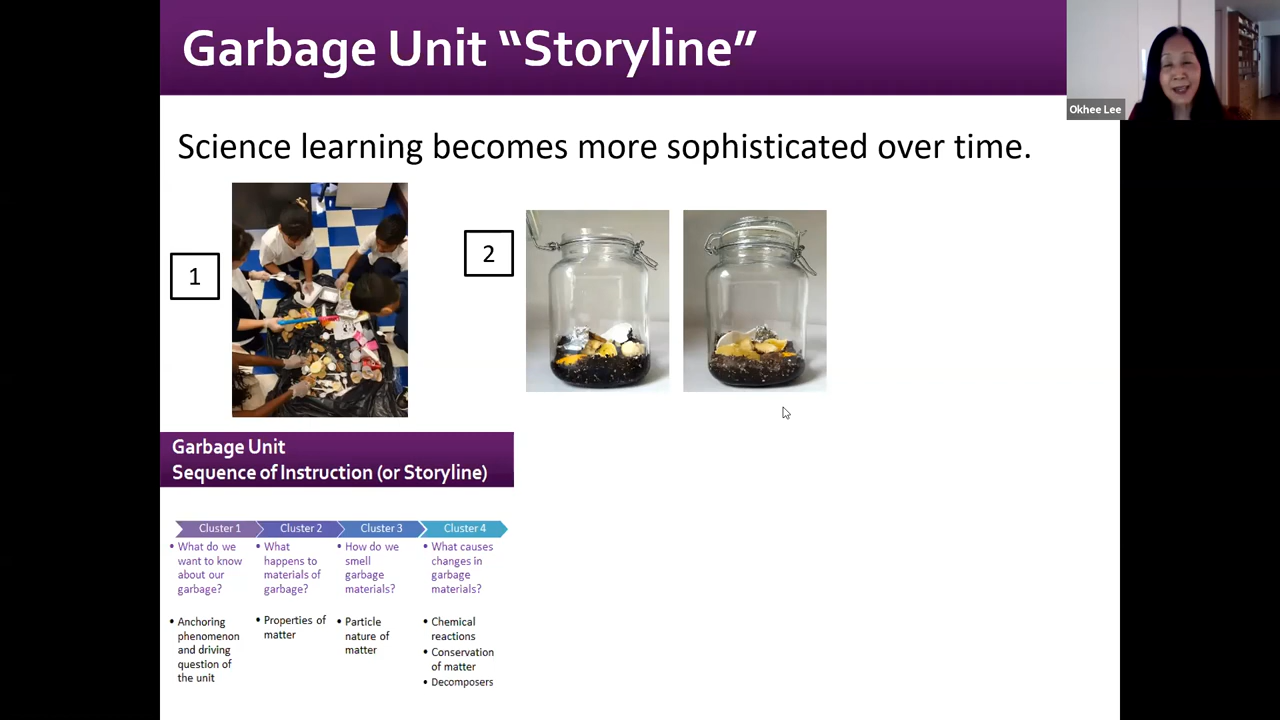 Garbage Unit “Storyline”
Okhee Lee
Science learning becomes more sophisticated over time.
1
2
Garbage Unit
Sequence of Instruction (or Storyline)
Cluster 1
• What do we
want to know
about our
garbage?
• Anchoring
phenomenon
and driving
question of
the unit
Cluster 2
• What
happens to
materials of
garbage?
• Properties of
matter
Cluster 3
• How do we
smell
garbage
materials?
• Particle
nature of
matter
Cluster 4
• What causes
changes in
garbage
materials?
• Chemical
reactions
• Conservation
of matter
• Decomposers